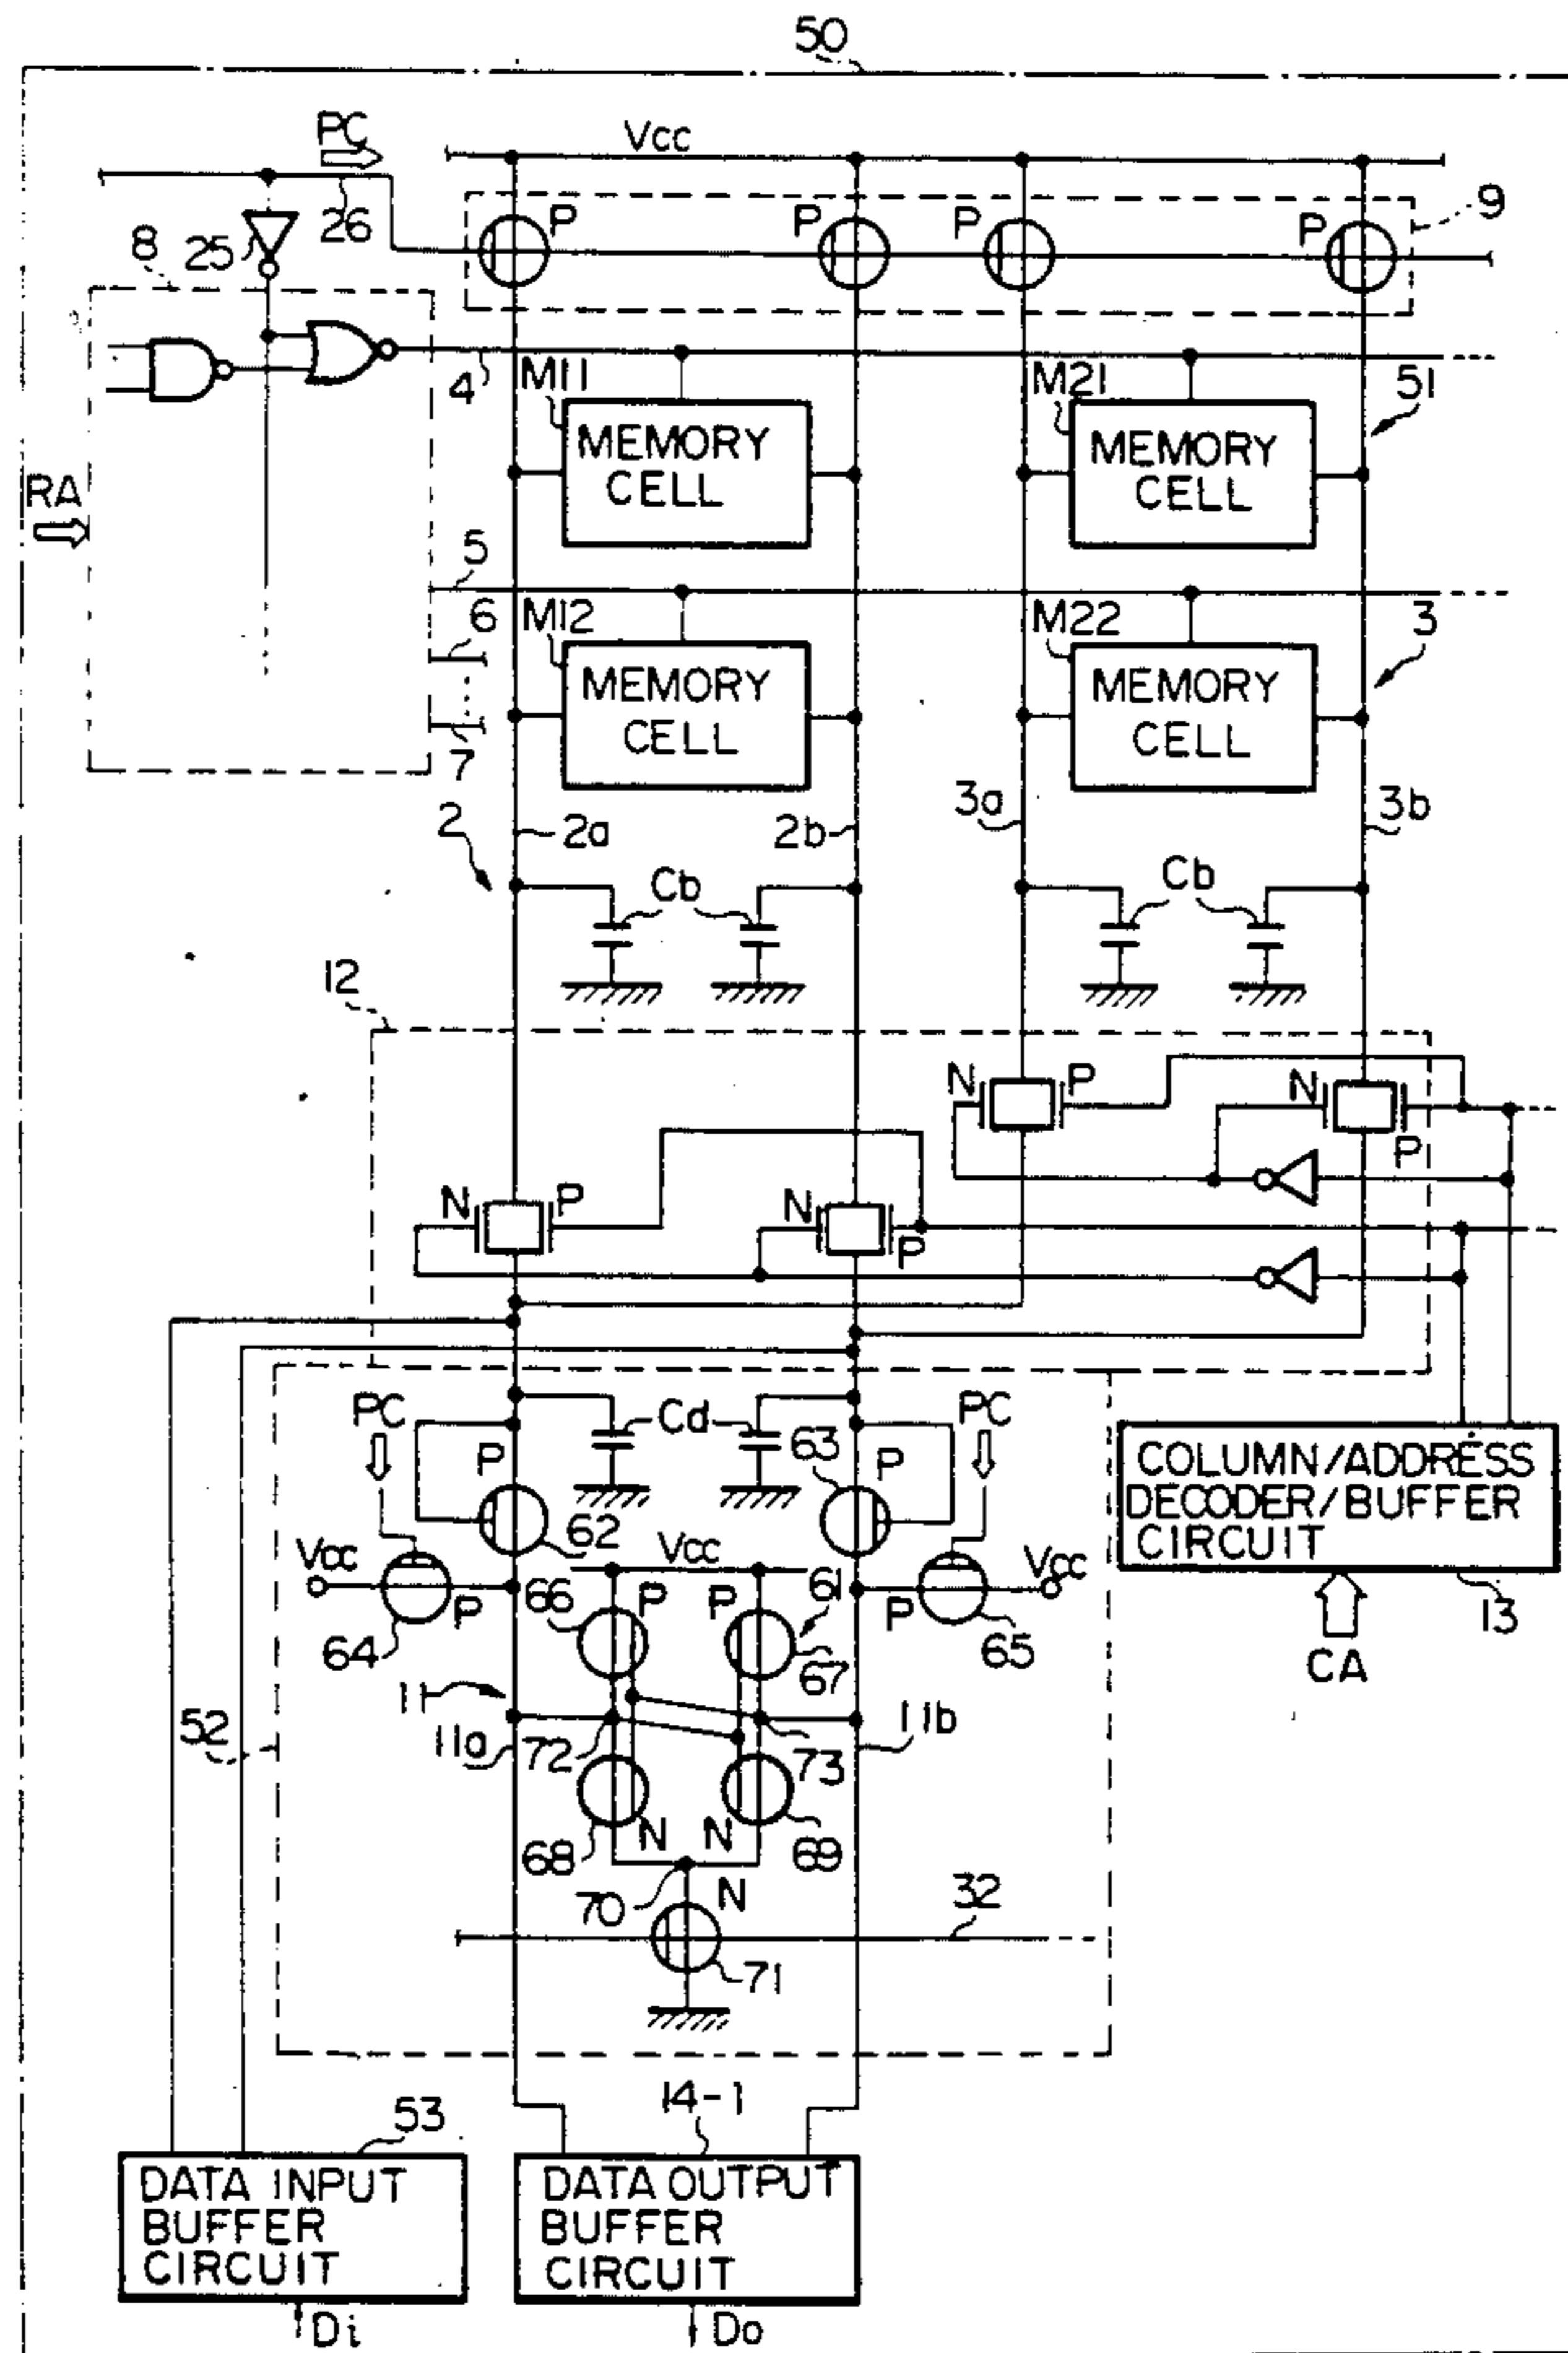 50
PC
Vcc
26
P
P
P
P
9
8
25
4
M11
M21
51
MEMORY
CELL
MEMORY
CELL
RA
5
M12
M22
6
3
MEMORY
CELL
MEMORY
CELL
7
2
2a
2b
3a
3b
Cb
Cb
12
N
P
N
P
N
P
N
P
PC
Cd
63
PC
P
P
COLUMN/ADDRESS
DECODER/BUFFER
CIRCUIT
62
Vcc
Vcc
Vcc
66
P
P
61
P
P
64
67
65
13
CA
11
52
11a
72
73
11b
68
N
N
69
70
N
32
71
14-1
53
DATA INPUT
BUFFER
CIRCUIT
DATA OUTPUT
BUFFER
CIRCUIT
Di
Do